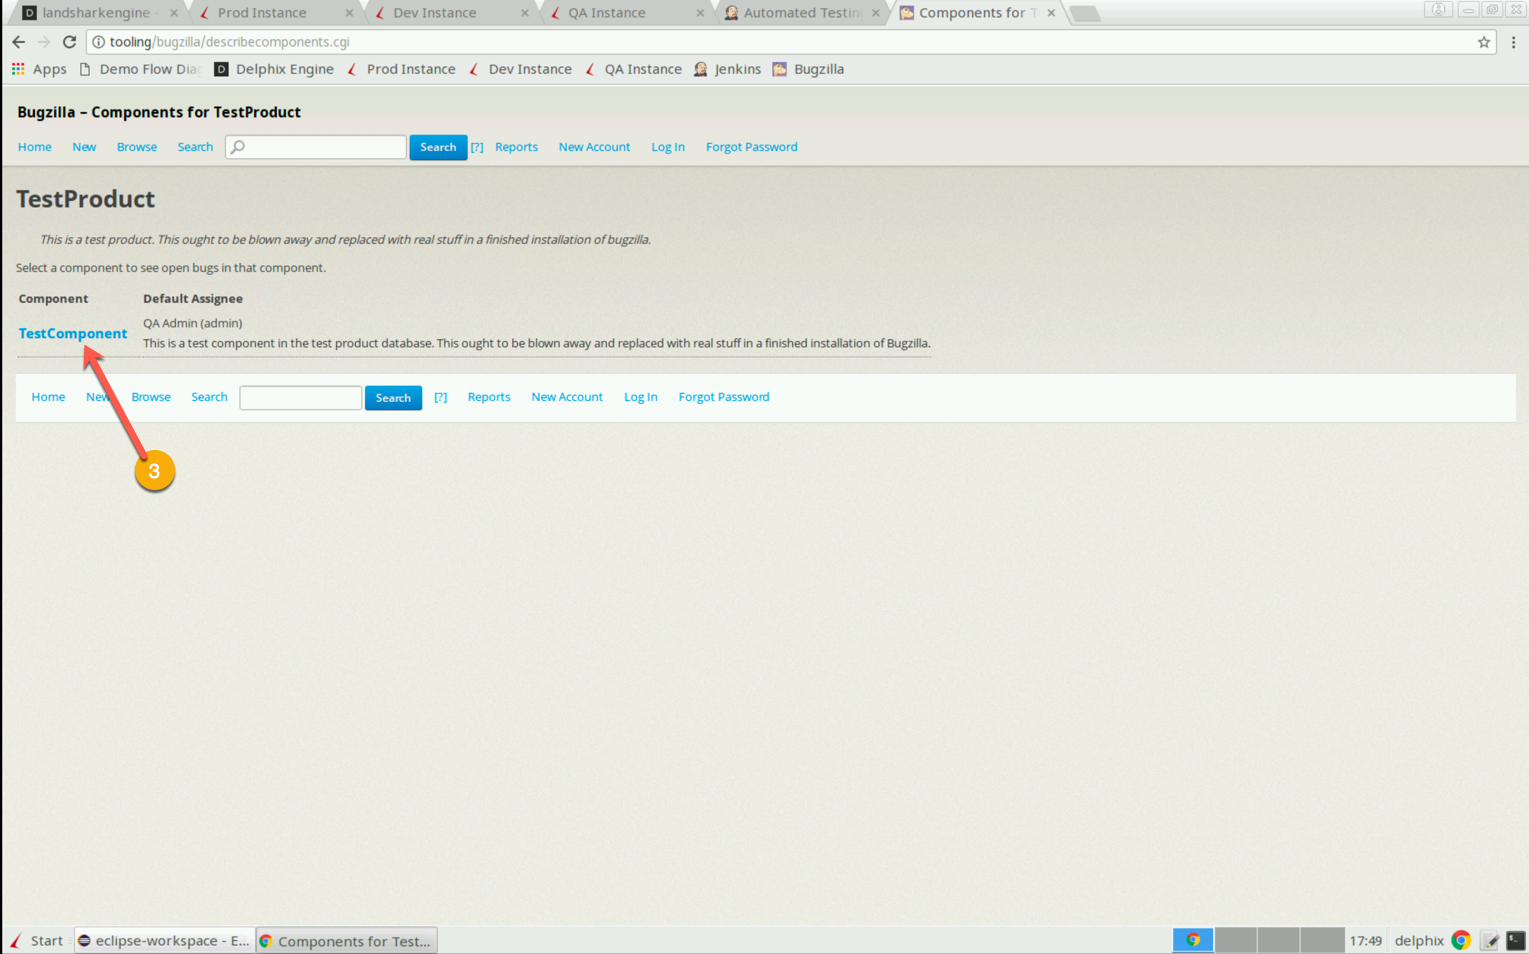 landsharkengine - Prod Instance Dev Instance QA Instance Automated Testin Components for T
tooling/bugzilla/describecomponents.cgi
Apps Demo Flow Dia Delphix Engine Prod Instance Dev Instance QA Instance Jenkins Bugzilla
Bugzilla – Components for TestProduct
Home New Browse Search Search [?] Reports New Account Log In Forgot Password
TestProduct
This is a test product. This ought to be blown away and replaced with real stuff in a finished installation of bugzilla.
Select a component to see open bugs in that component.
Component Default Assignee
QA Admin (admin)
TestComponent
This is a test component in the test product database. This ought to be blown away and replaced with real stuff in a finished installation of Bugzilla.
Home New Browse Search Search [?] Reports New Account Log In Forgot Password
3
Start eclipse-workspace - E... Components for Test... 17:49 delphix